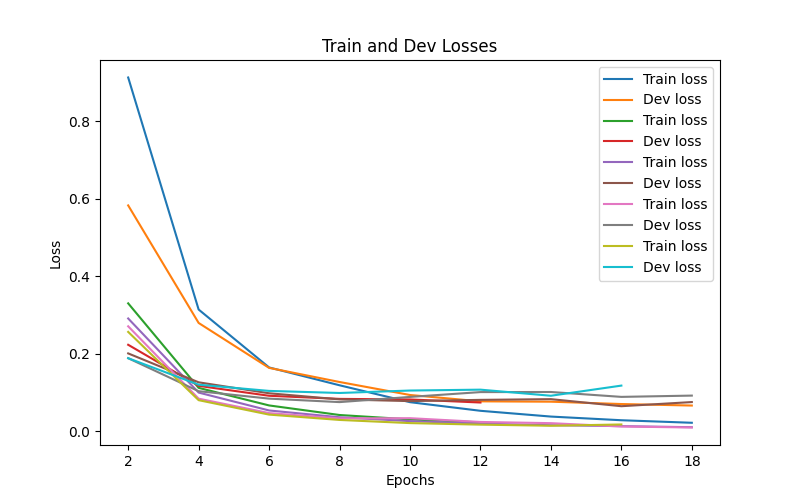 Train and Dev Losses
Train loss
Dev loss
Train loss
Dev loss
Train loss
Dev loss
Train loss
Dev loss
Train loss
Dev loss
0.8
0.6
0.4
0.2
0.0
Loss
2 4 6 8 10 12 14 16 18
Epochs